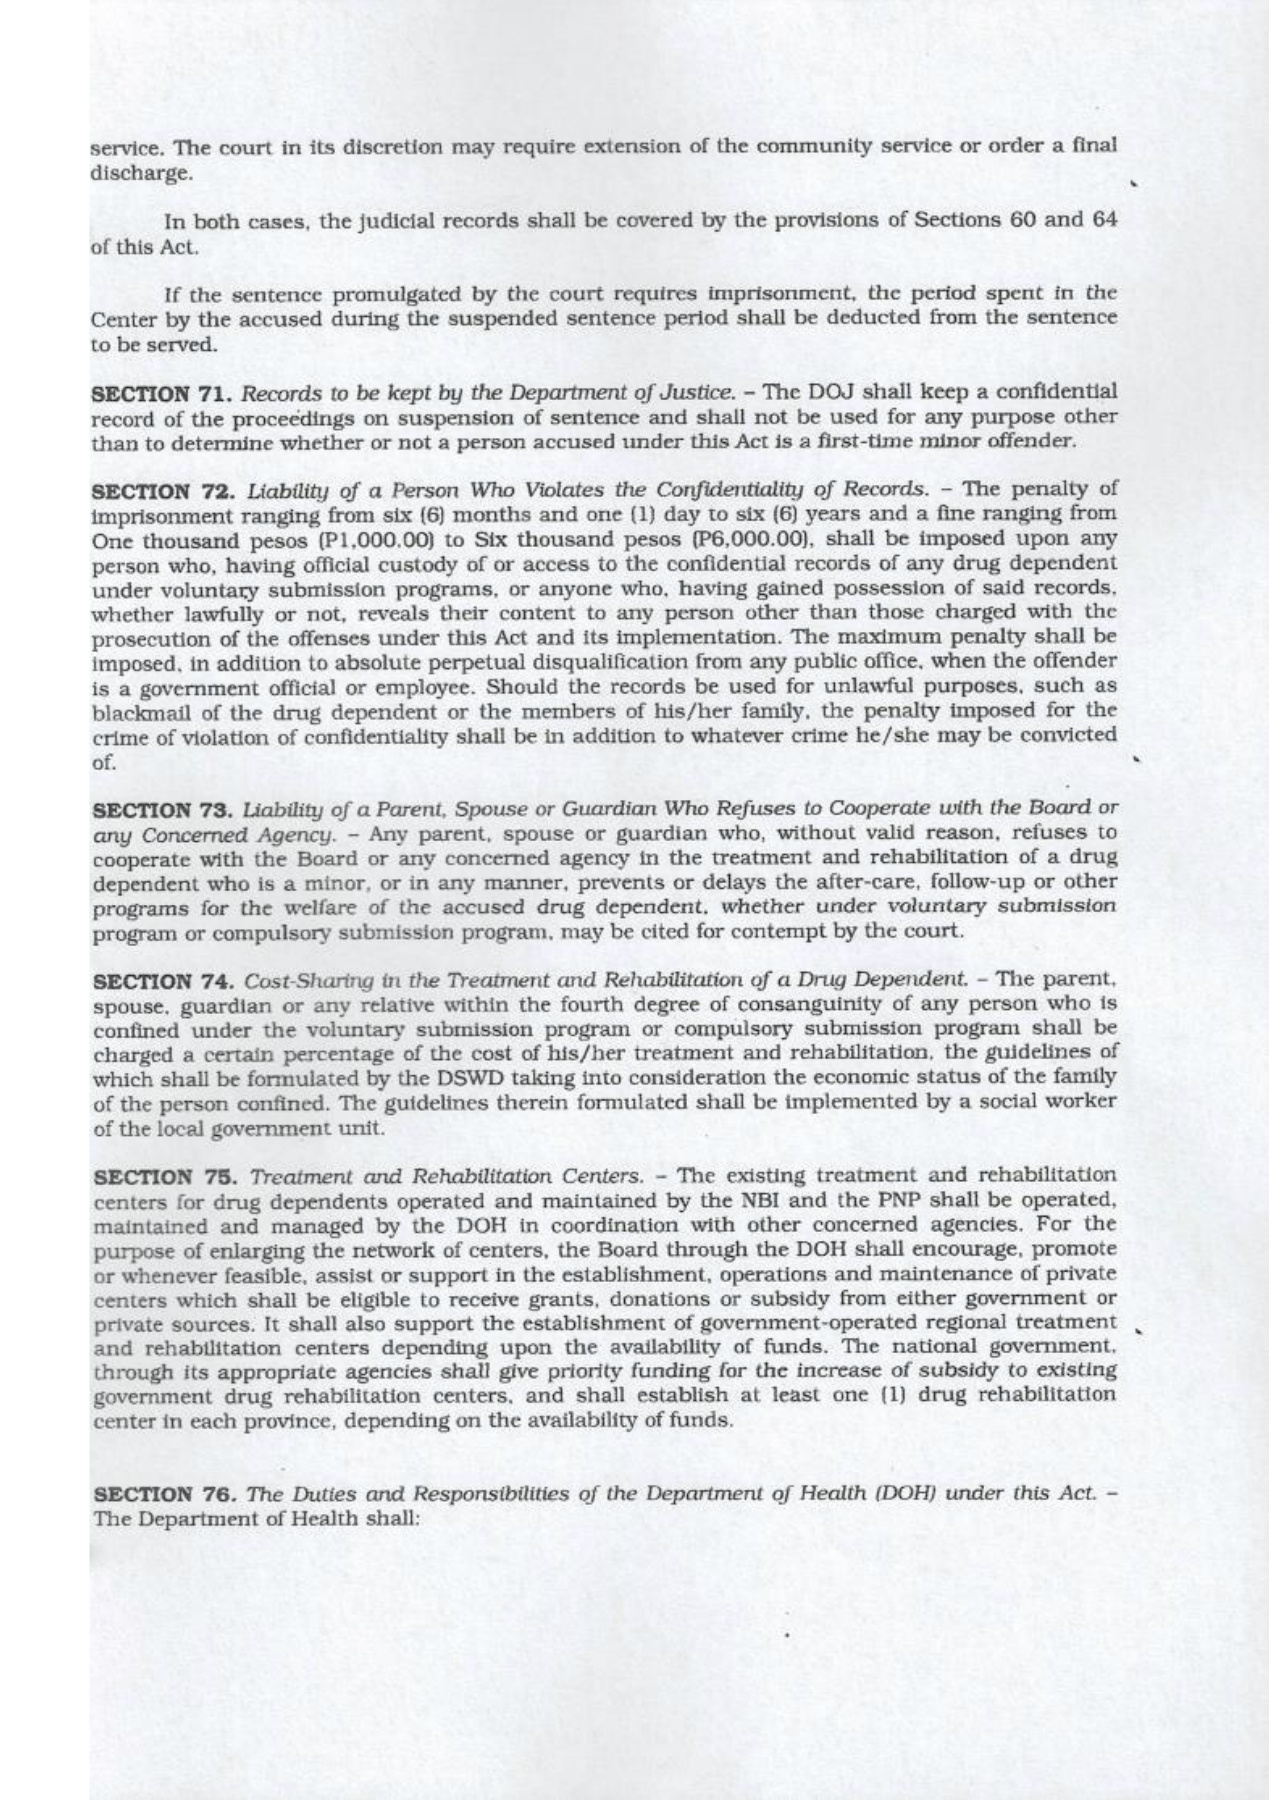 service. The court in its discretion may require extension of the community service or order a final
discharge.
In both cases, the judicial records shall be covered by the provisions of Sections 60 and 64
of this Act.
If the sentence promulgated by the court requires imprisonment, the period spent in the
Center by the accused during the suspended sentence period shall be deducted from the sentence
to be served.
SECTION 71. Records to be kept by the Department of Justice. – The DOJ shall keep a confidential
record of the proceedings on suspension of sentence and shall not be used for any purpose other
than to determine whether or not a person accused under this Act is a first-time minor offender.
SECTION 72. Liability of a Person Who Violates the Confidentiality of Records. – The penalty of
imprisonment ranging from six (6) months and one (1) day to six (6) years and a fine ranging from
One thousand pesos (P1,000.00) to Six thousand pesos (P6,000.00), shall be imposed upon any
person who, having official custody of or access to the confidential records of any drug dependent
under voluntary submission programs, or anyone who, having gained possession of said records,
whether lawfully or not, reveals their content to any person other than those charged with the
prosecution of the offenses under this Act and its implementation. The maximum penalty shall be
imposed, in addition to absolute perpetual disqualification from any public office, when the offender
is a government official or employee. Should the records be used for unlawful purposes, such as
blackmail of the drug dependent or the members of his/her family, the penalty imposed for the
crime of violation of confidentiality shall be in addition to whatever crime he/she may be convicted
of.
SECTION 73. Liability of a Parent, Spouse or Guardian Who Refuses to Cooperate with the Board or
any Concerned Agency. – Any parent, spouse or guardian who, without valid reason, refuses to
cooperate with the Board or any concerned agency in the treatment and rehabilitation of a drug
dependent who is a minor, or in any manner, prevents or delays the after-care, follow-up or other
programs for the welfare of the accused drug dependent, whether under voluntary submission
program or compulsory submission program, may be cited for contempt by the court.
SECTION 74. Cost-Sharing in the Treatment and Rehabilitation of a Drug Dependent. – The parent,
spouse, guardian or any relative within the fourth degree of consanguinity of any person who is
confined under the voluntary submission program or compulsory submission program shall be
charged a certain percentage of the cost of his/her treatment and rehabilitation, the guidelines of
which shall be formulated by the DSWD taking into consideration the economic status of the family
of the person confined. The guidelines therein formulated shall be implemented by a social worker
of the local government unit.
SECTION 75. Treatment and Rehabilitation Centers. – The existing treatment and rehabilitation
centers for drug dependents operated and maintained by the NBI and the PNP shall be operated,
maintained and managed by the DOH in coordination with other concerned agencies. For the
purpose of enlarging the network of centers, the Board through the DOH shall encourage, promote
or whenever feasible, assist or support in the establishment, operations and maintenance of private
centers which shall be eligible to receive grants, donations or subsidy from either government or
private sources. It shall also support the establishment of government-operated regional treatment
and rehabilitation centers depending upon the availability of funds. The national government,
through its appropriate agencies shall give priority funding for the increase of subsidy to existing
government drug rehabilitation centers, and shall establish at least one (1) drug rehabilitation
center in each province, depending on the availability of funds.
SECTION 76. The Duties and Responsibilities of the Department of Health (DOH) under this Act. –
The Department of Health shall: